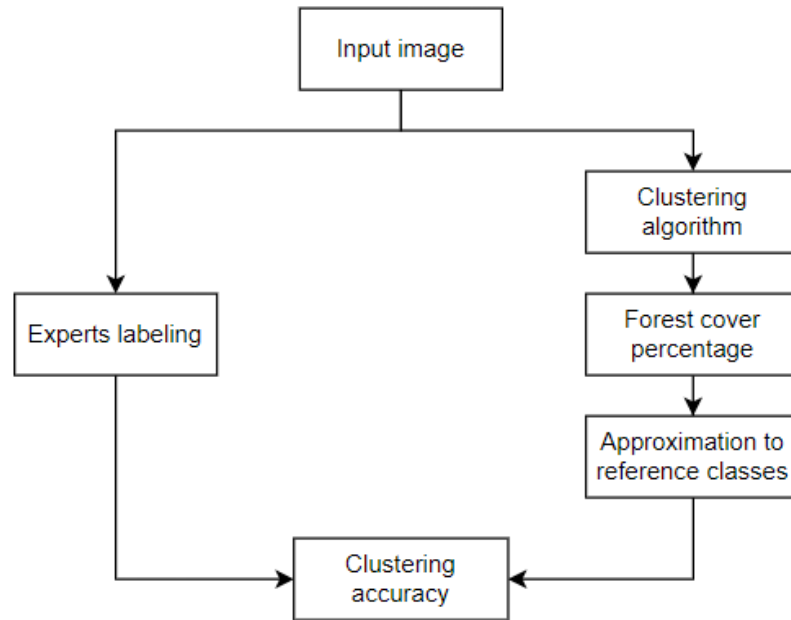 Input image
Clustering
algorithm
Experts labeling
Forest cover
percentage
Approximation to
reference classes
Clustering
accuracy